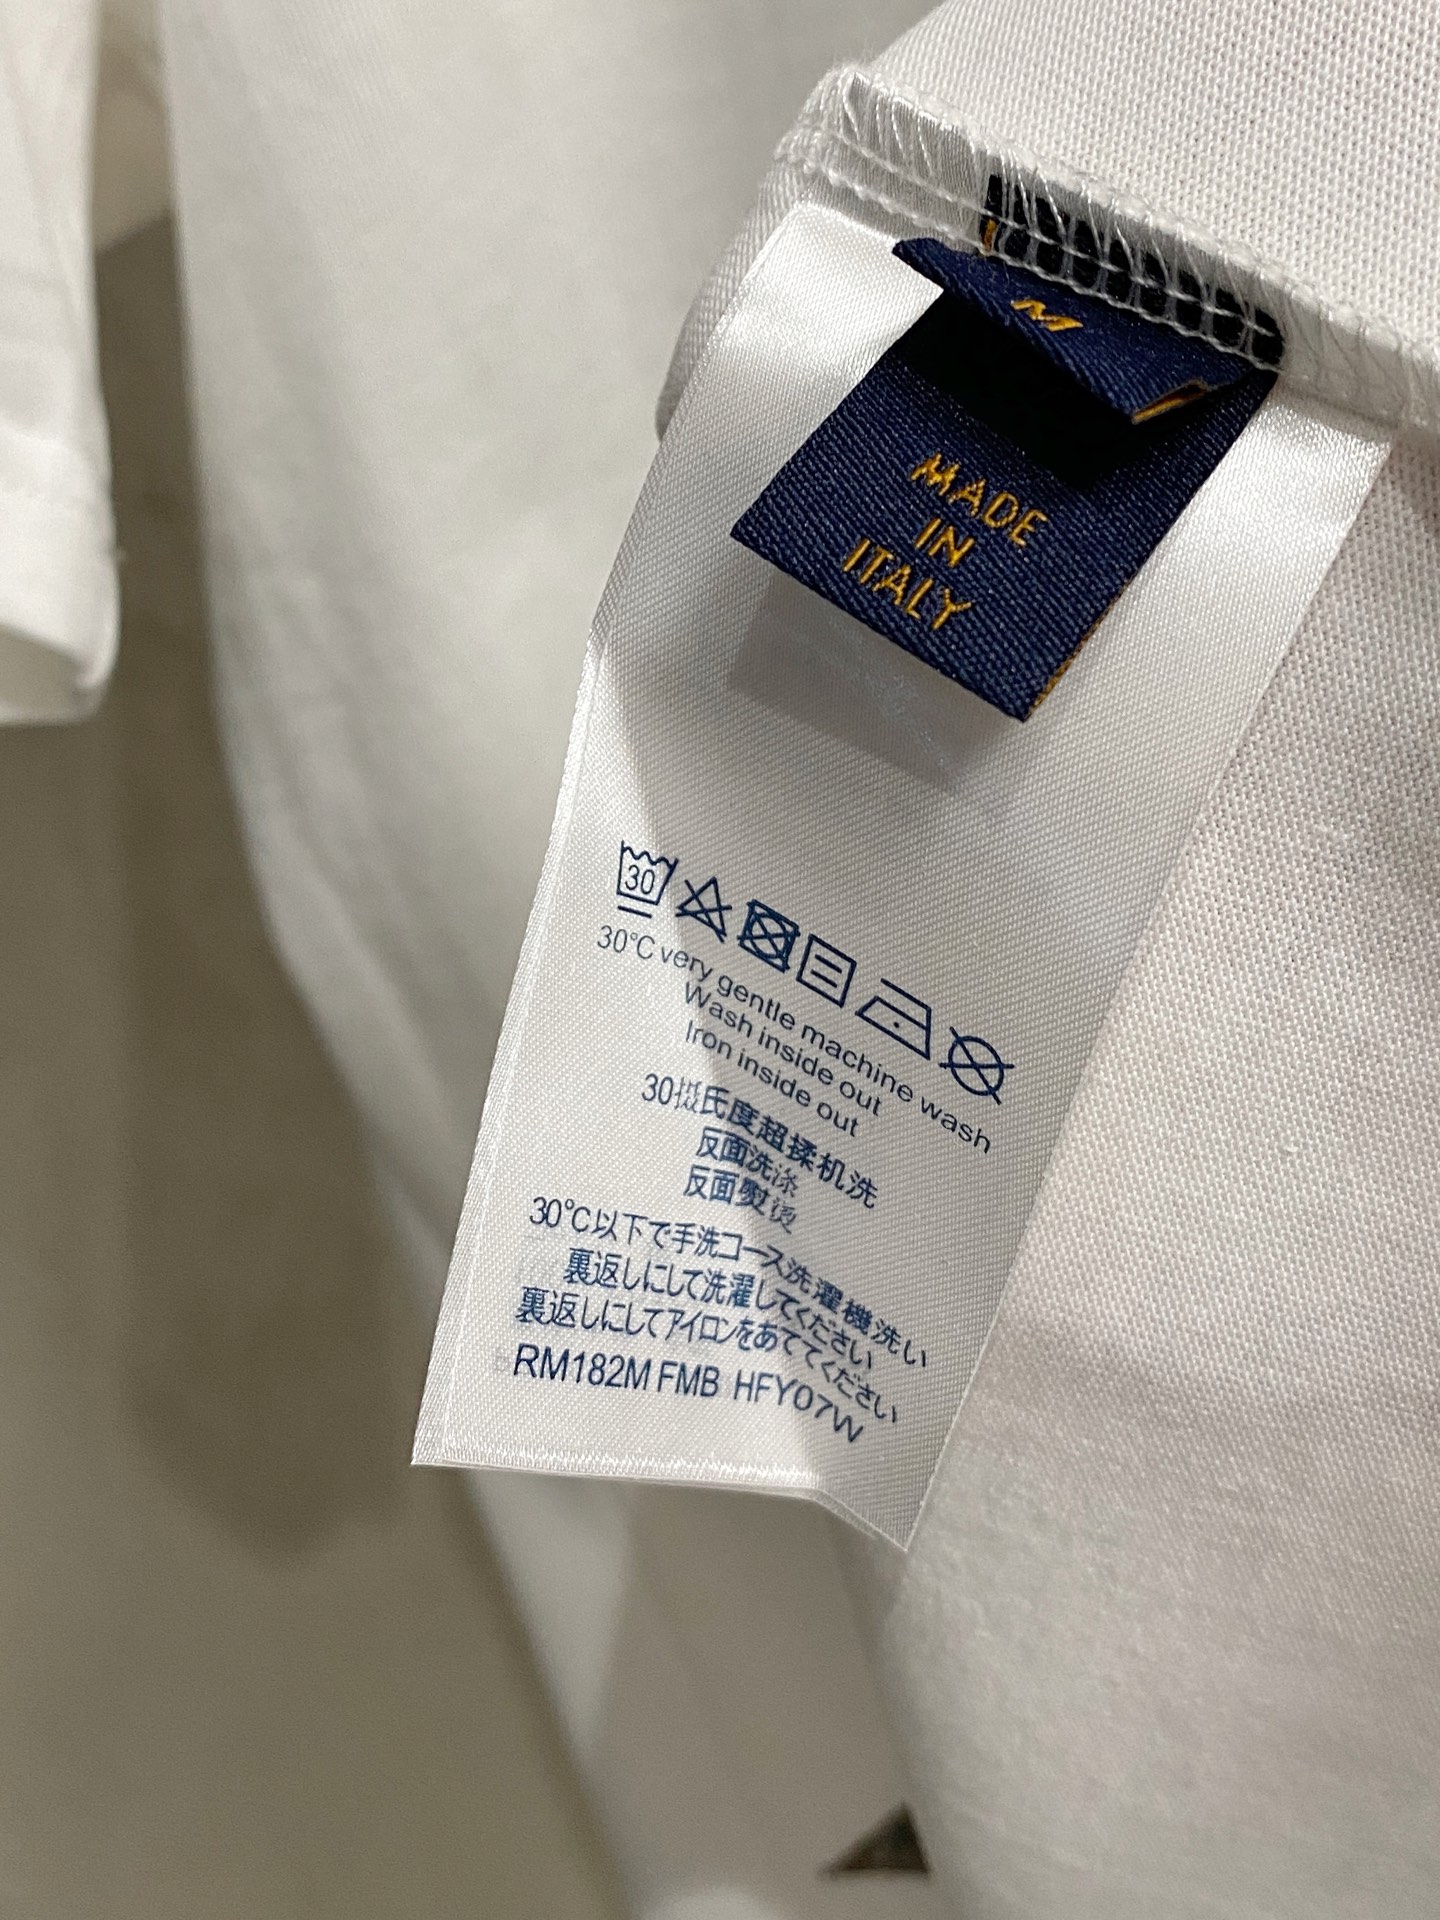 M
MADE
IN
ITALY
30
30°C very gentle machine wash
Wash inside out
Iron inside out
30摄氏度超揉机洗
反面洗涤
反面熨烫
30°C以下で手洗コース洗濯機洗い
裏返しにして洗濯してください
裏返しにしてアイロンをあててください
RM182M FMB HFY07W